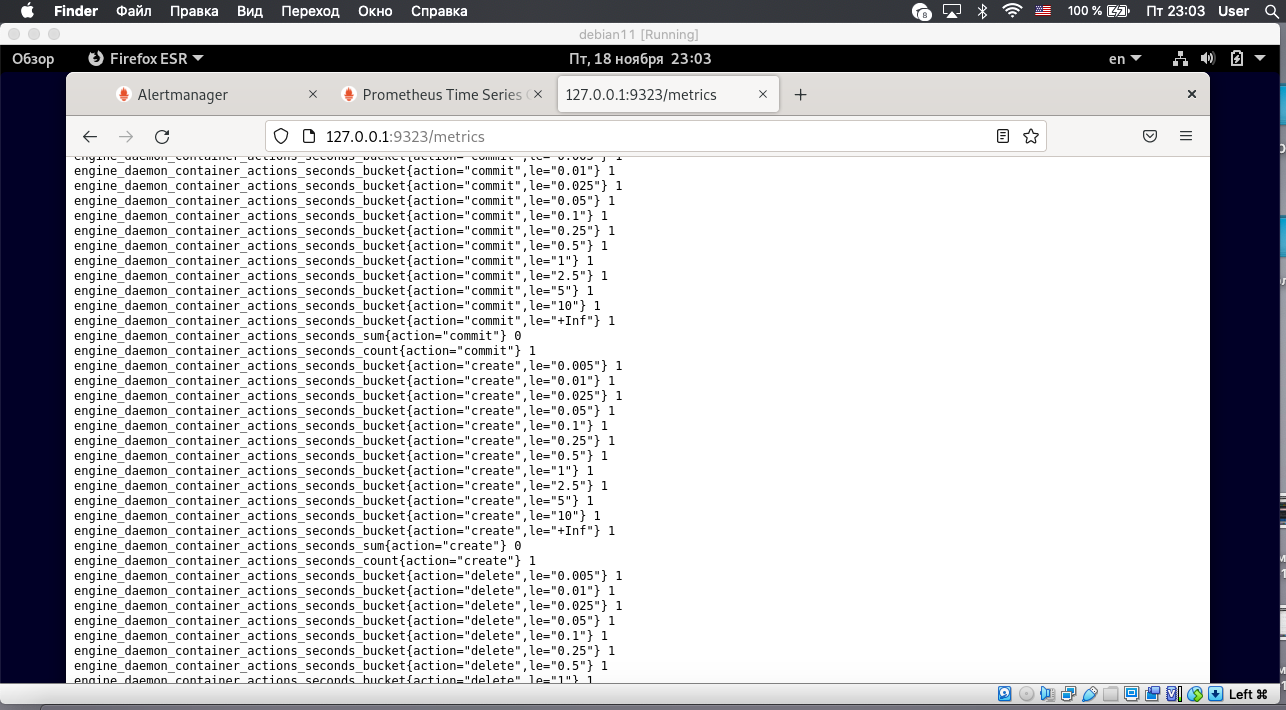 Finder Файл Правка Вид Переход Окно Справка 8 100 % Пт 23:03 User
debian11 [Running]
Обзор Firefox ESR Пт, 18 ноября 23:03 en
Alertmanager × Prometheus Time Series × 127.0.0.1:9323/metrics × +
127.0.0.1:9323/metrics
engine_daemon_container_actions_seconds_bucket{action="commit",le="0.005"} 1
engine_daemon_container_actions_seconds_bucket{action="commit",le="0.01"} 1
engine_daemon_container_actions_seconds_bucket{action="commit",le="0.025"} 1
engine_daemon_container_actions_seconds_bucket{action="commit",le="0.05"} 1
engine_daemon_container_actions_seconds_bucket{action="commit",le="0.1"} 1
engine_daemon_container_actions_seconds_bucket{action="commit",le="0.25"} 1
engine_daemon_container_actions_seconds_bucket{action="commit",le="0.5"} 1
engine_daemon_container_actions_seconds_bucket{action="commit",le="1"} 1
engine_daemon_container_actions_seconds_bucket{action="commit",le="2.5"} 1
engine_daemon_container_actions_seconds_bucket{action="commit",le="5"} 1
engine_daemon_container_actions_seconds_bucket{action="commit",le="10"} 1
engine_daemon_container_actions_seconds_bucket{action="commit",le="+Inf"} 1
engine_daemon_container_actions_seconds_sum{action="commit"} 0
engine_daemon_container_actions_seconds_count{action="commit"} 1
engine_daemon_container_actions_seconds_bucket{action="create",le="0.005"} 1
engine_daemon_container_actions_seconds_bucket{action="create",le="0.01"} 1
engine_daemon_container_actions_seconds_bucket{action="create",le="0.025"} 1
engine_daemon_container_actions_seconds_bucket{action="create",le="0.05"} 1
engine_daemon_container_actions_seconds_bucket{action="create",le="0.1"} 1
engine_daemon_container_actions_seconds_bucket{action="create",le="0.25"} 1
engine_daemon_container_actions_seconds_bucket{action="create",le="0.5"} 1
engine_daemon_container_actions_seconds_bucket{action="create",le="1"} 1
engine_daemon_container_actions_seconds_bucket{action="create",le="2.5"} 1
engine_daemon_container_actions_seconds_bucket{action="create",le="5"} 1
engine_daemon_container_actions_seconds_bucket{action="create",le="10"} 1
engine_daemon_container_actions_seconds_bucket{action="create",le="+Inf"} 1
engine_daemon_container_actions_seconds_sum{action="create"} 0
engine_daemon_container_actions_seconds_count{action="create"} 1
engine_daemon_container_actions_seconds_bucket{action="delete",le="0.005"} 1
engine_daemon_container_actions_seconds_bucket{action="delete",le="0.01"} 1
engine_daemon_container_actions_seconds_bucket{action="delete",le="0.025"} 1
engine_daemon_container_actions_seconds_bucket{action="delete",le="0.05"} 1
engine_daemon_container_actions_seconds_bucket{action="delete",le="0.1"} 1
engine_daemon_container_actions_seconds_bucket{action="delete",le="0.25"} 1
engine_daemon_container_actions_seconds_bucket{action="delete",le="0.5"} 1
engine_daemon_container_actions_seconds_bucket{action="delete",le="1"} 1
Left ⌘